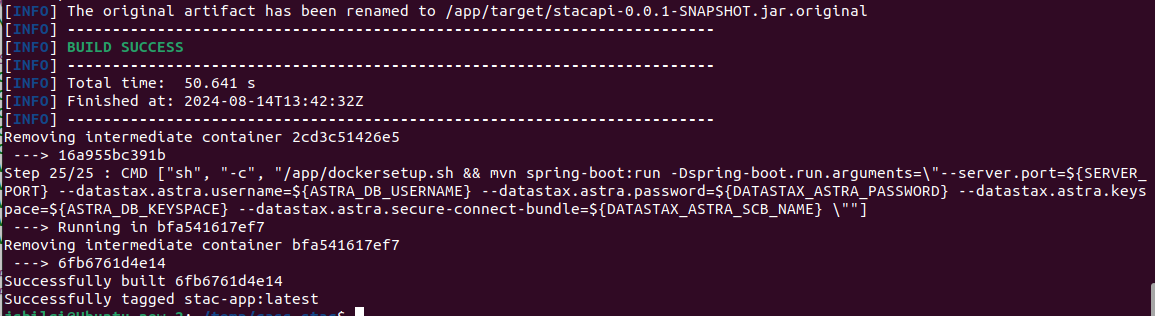 [INFO] The original artifact has been renamed to /app/target/stacapi-0.0.1-SNAPSHOT.jar.original
[INFO] ------------------------------------------------------------------------
[INFO] BUILD SUCCESS
[INFO] ------------------------------------------------------------------------
[INFO] Total time:  50.641 s
[INFO] Finished at: 2024-08-14T13:42:32Z
[INFO] ------------------------------------------------------------------------
Removing intermediate container 2cd3c51426e5
 ---> 16a955bc391b
Step 25/25 : CMD ["sh", "-c", "/app/dockersetup.sh && mvn spring-boot:run -Dspring-boot.run.arguments=\"--server.port=${SERVER_
PORT} --datastax.astra.username=${ASTRA_DB_USERNAME} --datastax.astra.password=${DATASTAX_ASTRA_PASSWORD} --datastax.astra.keys
pace=${ASTRA_DB_KEYSPACE} --datastax.astra.secure-connect-bundle=${DATASTAX_ASTRA_SCB_NAME} \""]
 ---> Running in bfa541617ef7
Removing intermediate container bfa541617ef7
 ---> 6fb6761d4e14
Successfully built 6fb6761d4e14
Successfully tagged stac-app:latest